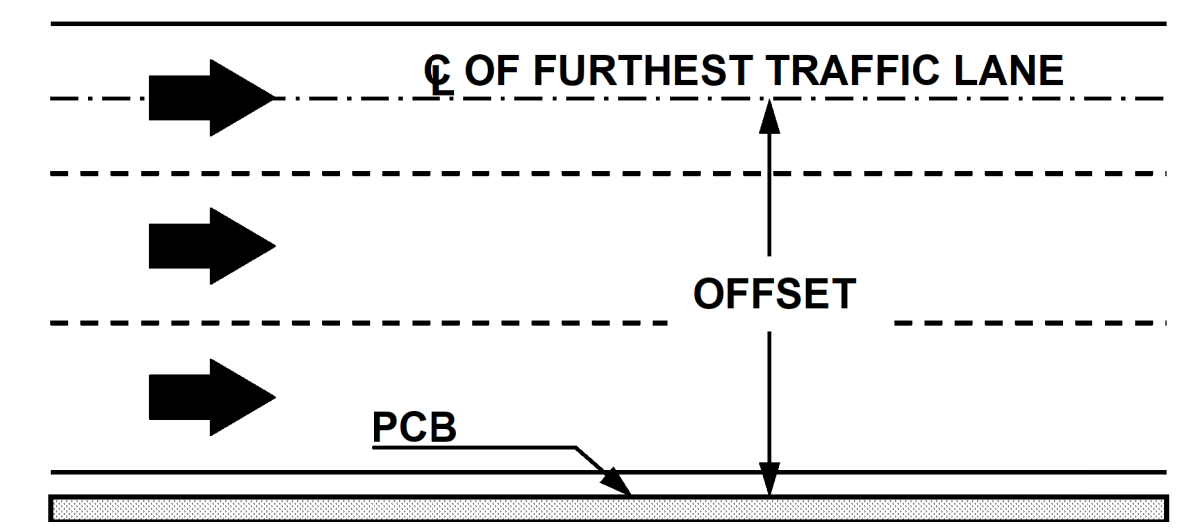 ℄ OF FURTHEST TRAFFIC LANE
OFFSET
PCB